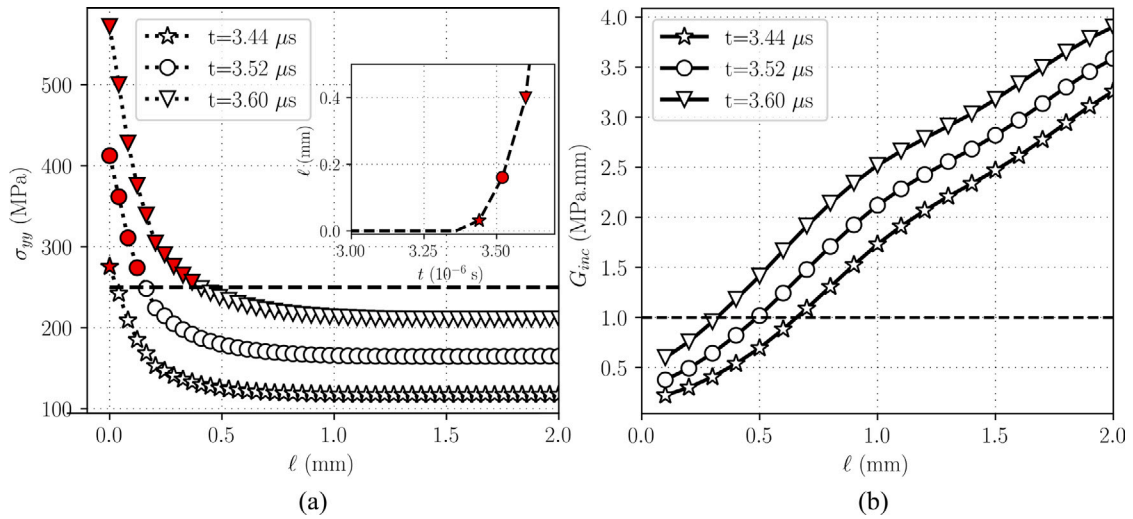 t=3.44 μs
t=3.52 μs
t=3.60 μs
500
400
300
200
100
σyy (MPa)
0.0
0.5
1.0
1.5
2.0
ℓ (mm)
0.4
0.2
0.0
ℓ (mm)
3.00
3.25
3.50
t (10⁻⁶ s)
(a)
t=3.44 μs
t=3.52 μs
t=3.60 μs
4.0
3.5
3.0
2.5
2.0
1.5
1.0
0.5
Ginc (MPa.mm)
0.0
0.5
1.0
1.5
2.0
ℓ (mm)
(b)